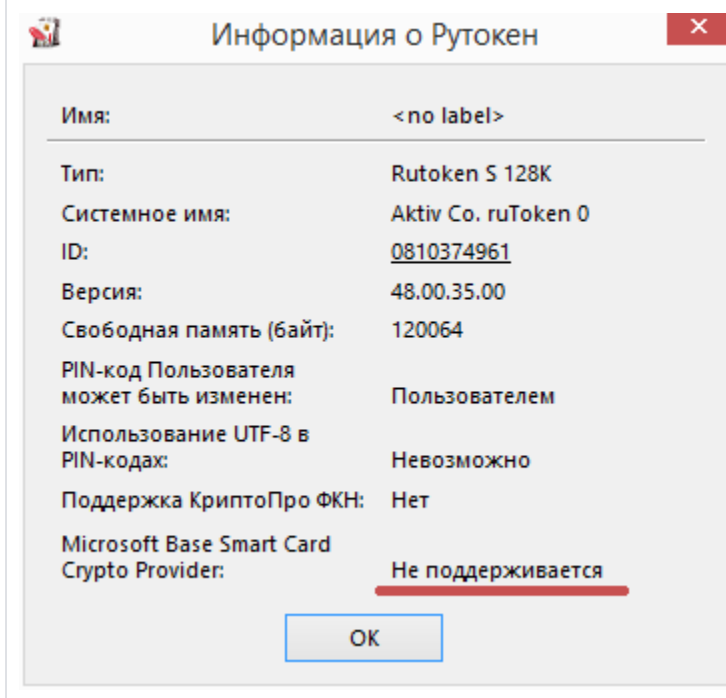 Информация о Рутокен
Имя: <no label>
Тип: Rutoken S 128K
Системное имя: Aktiv Co. ruToken 0
ID: 0810374961
Версия: 48.00.35.00
Свободная память (байт): 120064
PIN-код Пользователя
может быть изменен: Пользователем
Использование UTF-8 в
PIN-кодах: Невозможно
Поддержка КриптоПро ФКН: Нет
Microsoft Base Smart Card
Crypto Provider: Не поддерживается
ОК